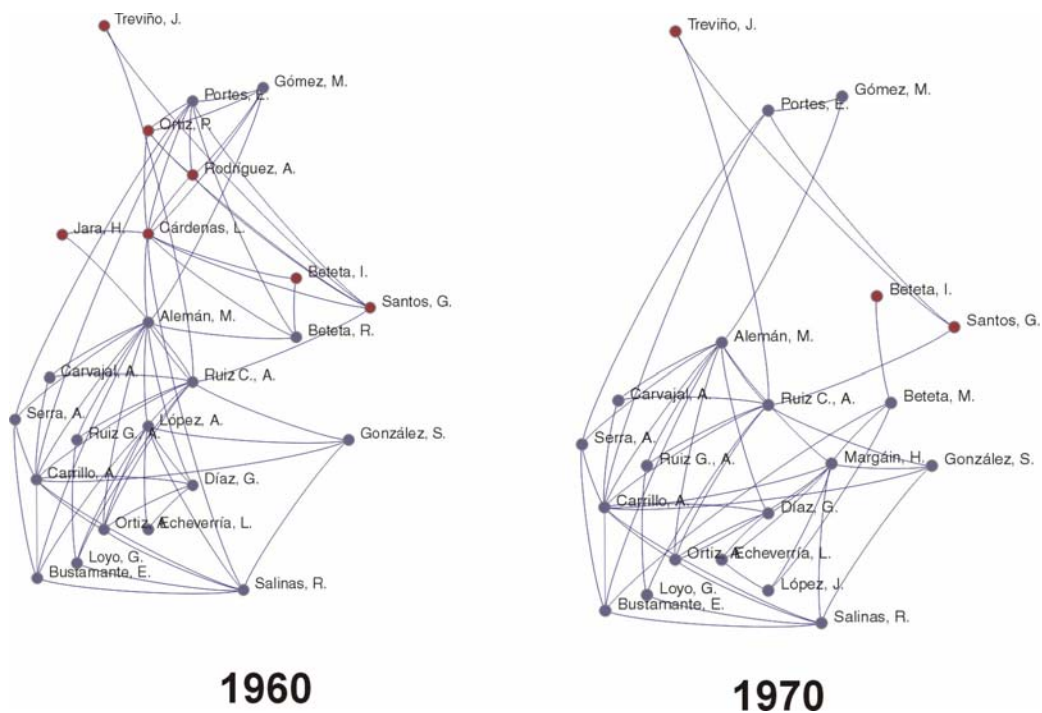 Treviño, J.
Gómez, M.
Portes, E.
Ortiz, P.
Rodríguez, A.
Jara, H.
Cárdenas, L.
Beteta, I.
Santos, G.
Alemán, M.
Beteta, R.
Carvajal, A.
Ruiz C., A.
Serra, A.
López, A.
Ruiz G., A.
González, S.
Carrillo, A.
Díaz, G.
Ortiz, A.
Echeverría, L.
Loyo, G.
Bustamante, E.
Salinas, R.
1960
Treviño, J.
Gómez, M.
Portes, E.
Beteta, I.
Santos, G.
Alemán, M.
Carvajal, A.
Ruiz C., A.
Beteta, M.
Serra, A.
Ruiz G., A.
Margáin, H.
González, S.
Carrillo, A.
Díaz, G.
Ortiz, A.
Echeverría, L.
Loyo, G.
López, J.
Bustamante, E.
Salinas, R.
1970